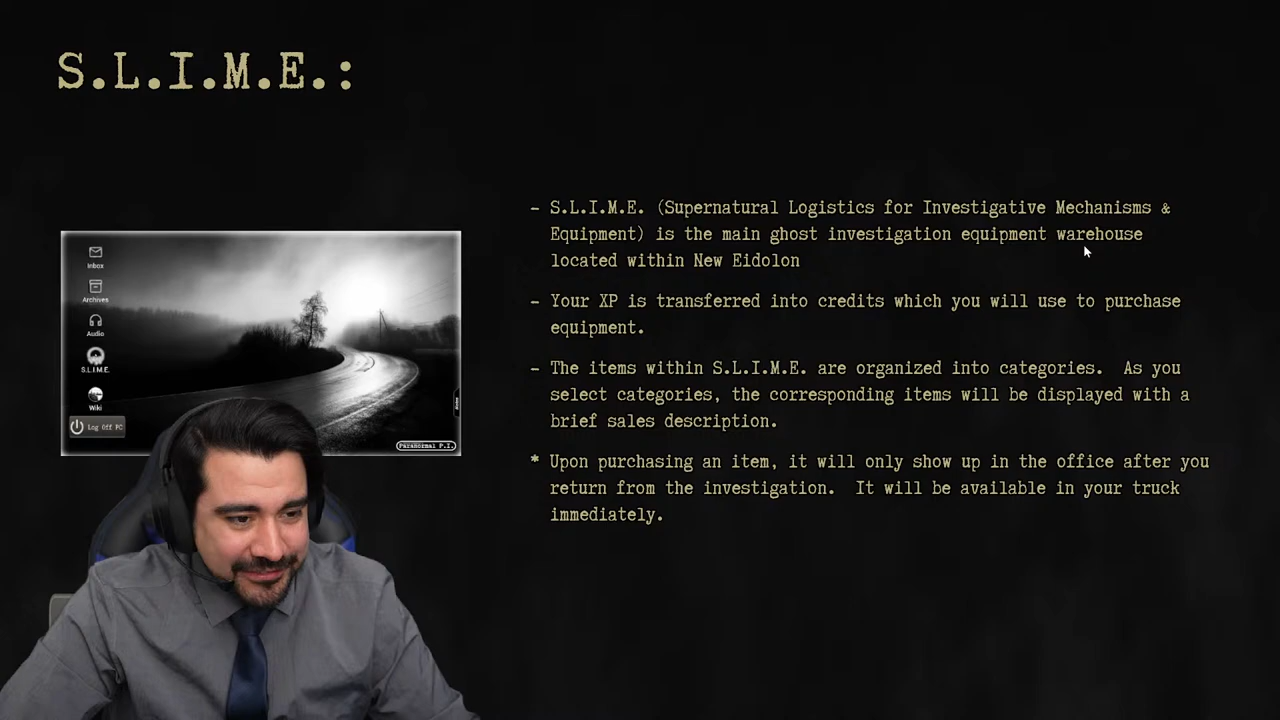 S.L.I.M.E.:
- S.L.I.M.E. (Supernatural Logistics for Investigative Mechanisms &
Equipment) is the main ghost investigation equipment warehouse
located within New Eidolon
- Your XP is transferred into credits which you will use to purchase
equipment.
- The items within S.L.I.M.E. are organized into categories.  As you
select categories, the corresponding items will be displayed with a
brief sales description.
* Upon purchasing an item, it will only show up in the office after you
return from the investigation.  It will be available in your truck
immediately.
Inbox
Archives
Audio
S.L.I.M.E.
Wiki
Log Off PC
Paranormal P.I.